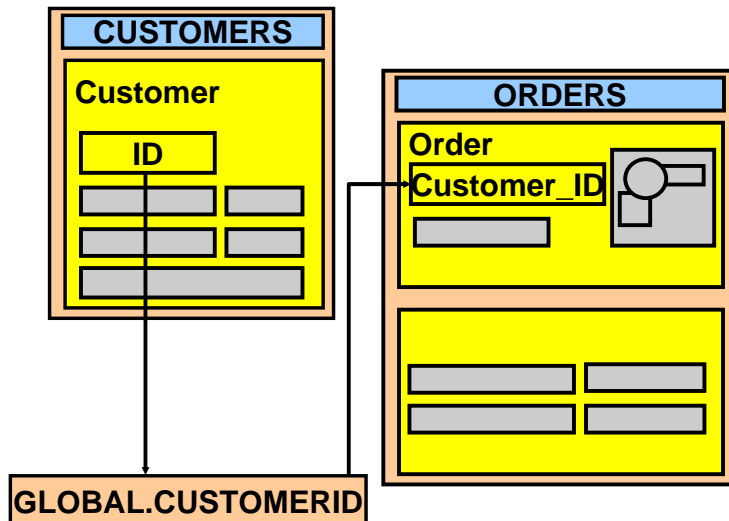 CUSTOMERS
Customer
ID
ORDERS
Order
Customer_ID
GLOBAL.CUSTOMERID